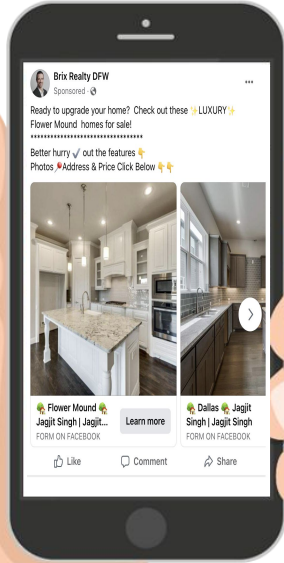 Brix Realty DFW
Sponsored ·
Ready to upgrade your home? Check out these ✨LUXURY✨
Flower Mound homes for sale!
**********************************
Better hurry ✔ out the features 👇
Photos 📍Address & Price Click Below 👇👇
🏡 Flower Mound 🏡
Jagjit Singh | Jagjit...
FORM ON FACEBOOK
Learn more
🏡 Dallas 🏡 Jagjit
Singh | Jagjit Singh
FORM ON FACEBOOK
Like
Comment
Share